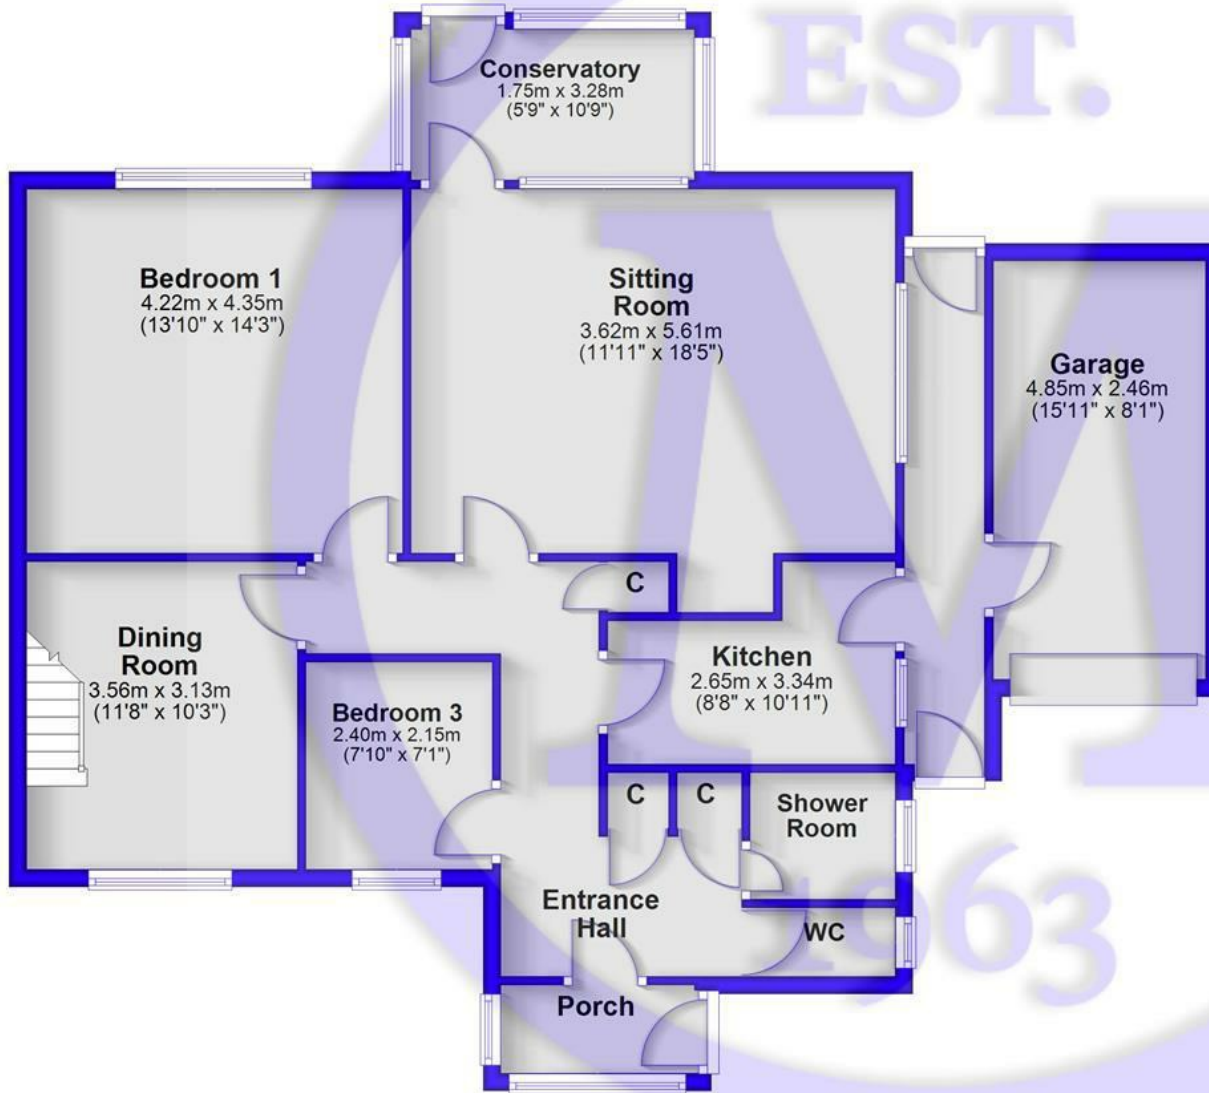 EST.
Conservatory
1.75m x 3.28m
(5'9" x 10'9")
Bedroom 1
4.22m x 4.35m
(13'10" x 14'3")
Sitting
Room
3.62m x 5.61m
(11'11" x 18'5")
Garage
4.85m x 2.46m
(15'11" x 8'1")
C
Dining
Room
3.56m x 3.13m
(11'8" x 10'3")
Kitchen
2.65m x 3.34m
(8'8" x 10'11")
Bedroom 3
2.40m x 2.15m
(7'10" x 7'1")
C
C
Shower
Room
Entrance
Hall
WC
Porch
M
1963